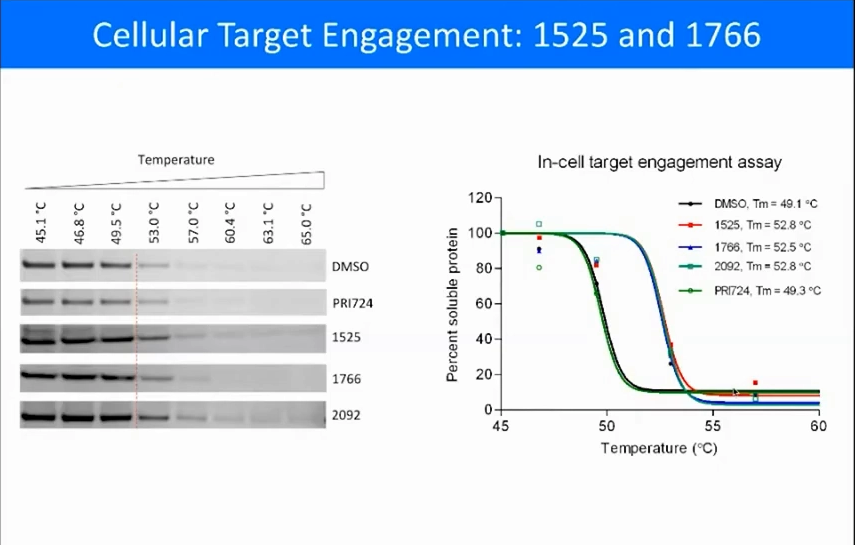 Cellular Target Engagement: 1525 and 1766
Temperature
45.1 °C
46.8 °C
49.5 °C
53.0 °C
57.0 °C
60.4 °C
63.1 °C
65.0 °C
DMSO
PRI724
1525
1766
2092
In-cell target engagement assay
Percent soluble protein
120
100
80
60
40
20
0
45
50
55
60
Temperature (°C)
DMSO, Tm = 49.1 °C
1525, Tm = 52.8 °C
1766, Tm = 52.5 °C
2092, Tm = 52.8 °C
PRI724, Tm = 49.3 °C